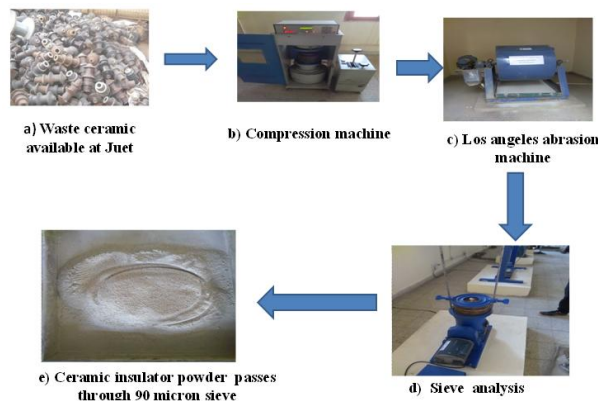 a) Waste ceramic
available at Juet
b) Compression machine
c) Los angeles abrasion
machine
d) Sieve analysis
e) Ceramic insulator powder passes
through 90 micron sieve